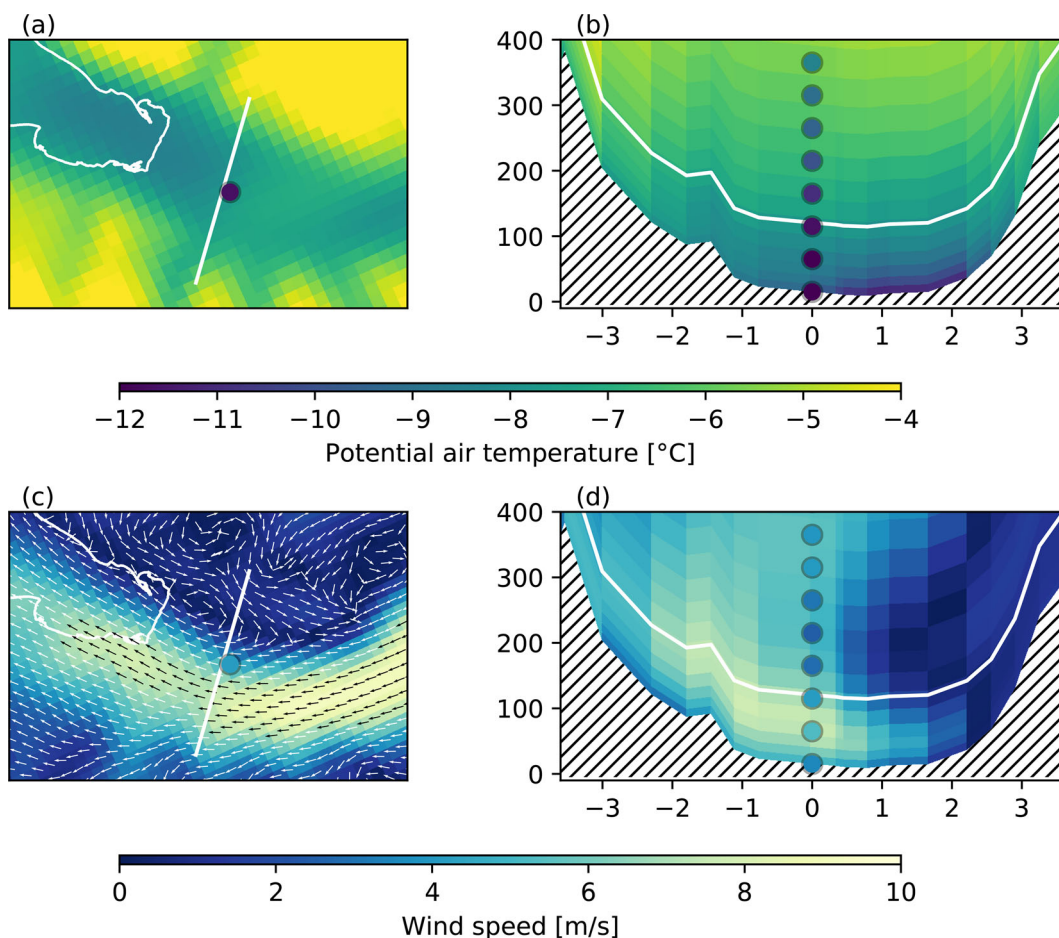 (a)
(b)
400
300
200
100
0
−3 −2 −1 0 1 2 3
−12 −11 −10 −9 −8 −7 −6 −5 −4
Potential air temperature [°C]
(c)
(d)
400
300
200
100
0
−3 −2 −1 0 1 2 3
0 2 4 6 8 10
Wind speed [m/s]